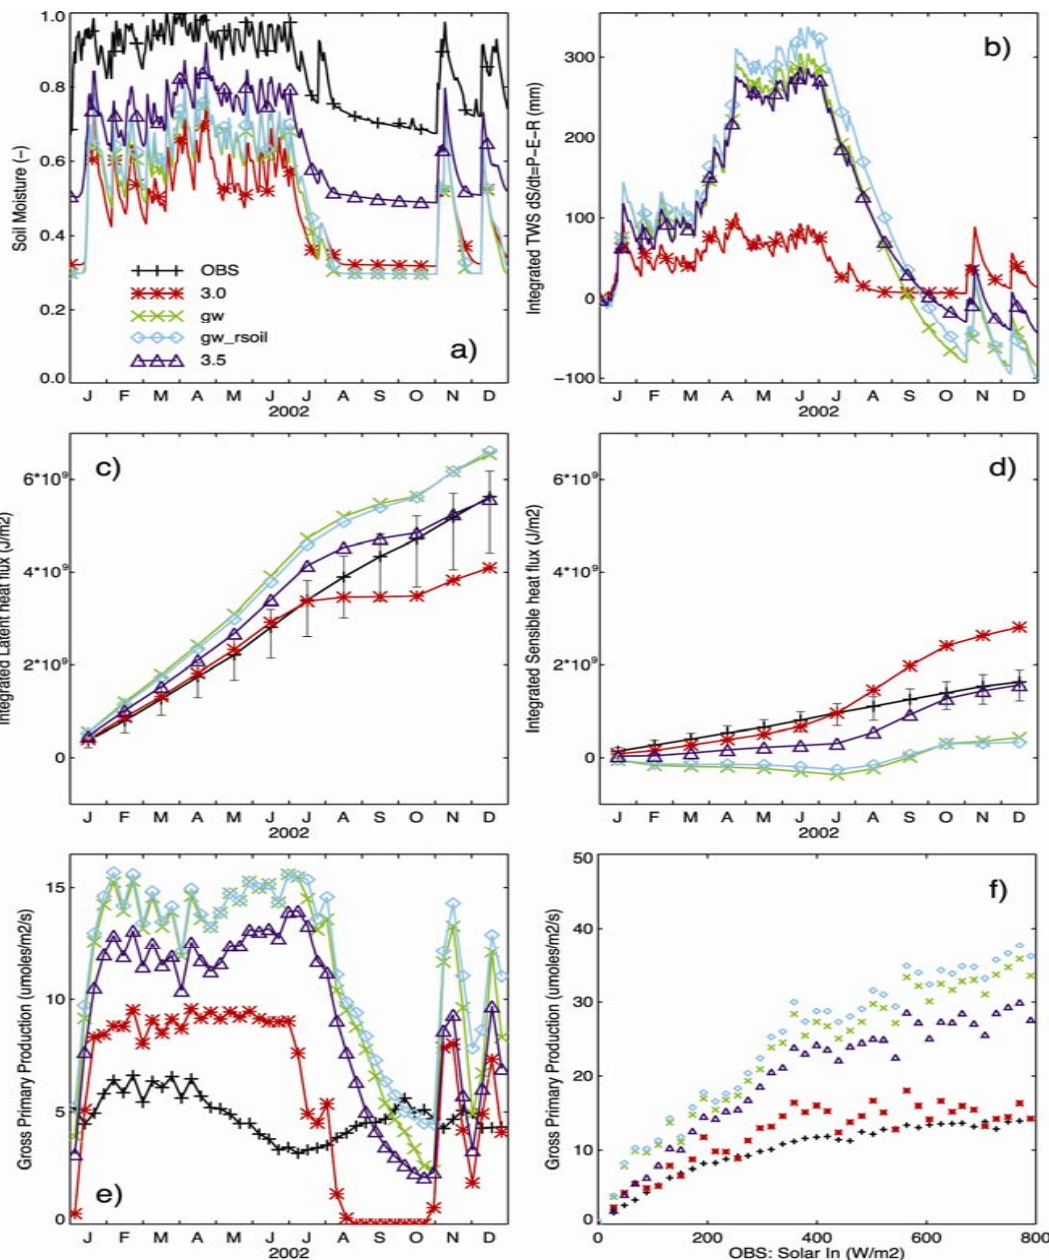 1.0
0.8
0.6
0.4
0.2
0.0
Soil Moisture (-)
OBS
3.0
gw
gw_rsoil
3.5
a)
J F M A M J J A S O N D
2002
300
200
100
0
-100
Integrated TWS dS/dt=P-E-R (mm)
b)
J F M A M J J A S O N D
2002
6*10⁹
4*10⁹
2*10⁹
0
Integrated Latent heat flux (J/m2)
c)
J F M A M J J A S O N D
2002
6*10⁹
4*10⁹
2*10⁹
0
Integrated Sensible heat flux (J/m2)
d)
J F M A M J J A S O N D
2002
15
10
5
0
Gross Primary Production (umoles/m2/s)
e)
J F M A M J J A S O N D
2002
50
40
30
20
10
0
Gross Primary Production (umoles/m2/s)
f)
0 200 400 600 800
OBS: Solar In (W/m2)